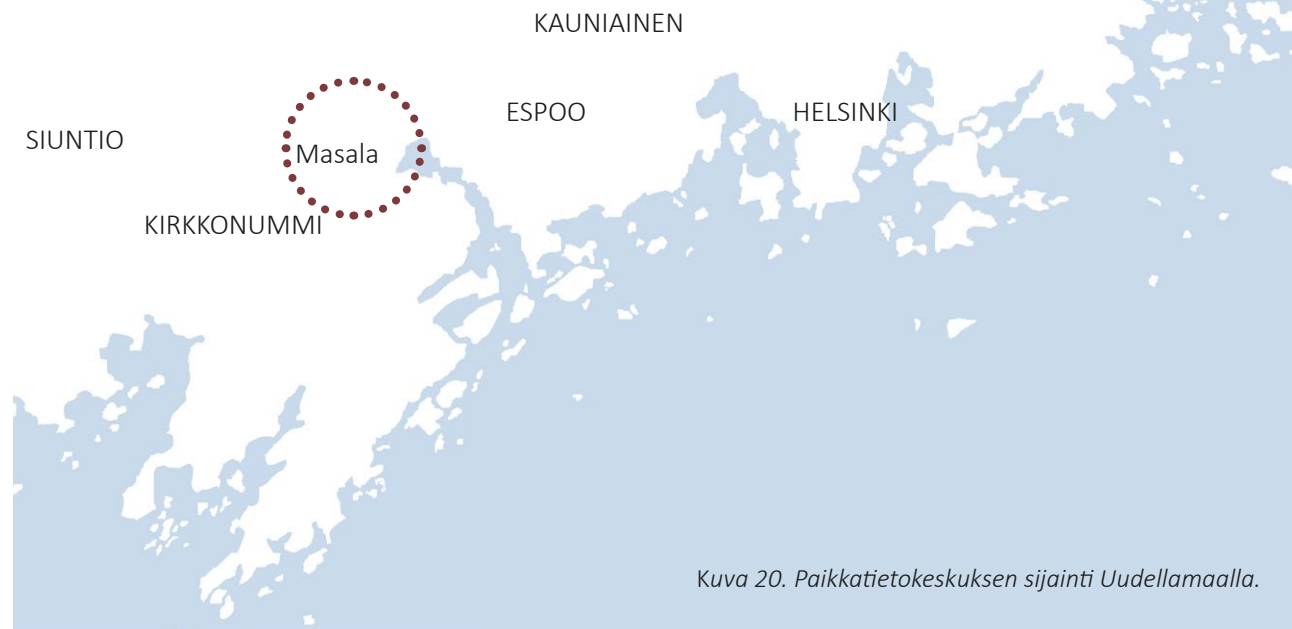 KAUNIAINEN
ESPOO
HELSINKI
SIUNTIO
Masala
KIRKKONUMMI
Kuva 20. Paikkatietokeskuksen sijainti Uudellamaalla.